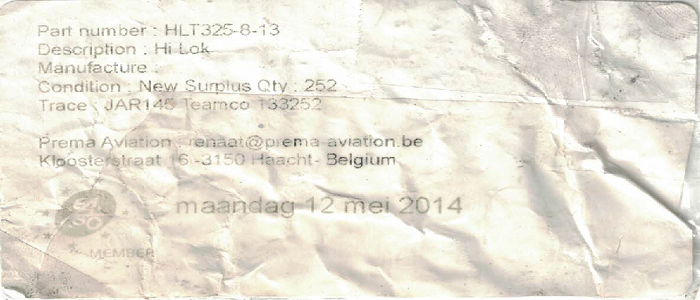 Part number : HLT325-8-13
Description : Hi Lok
Manufacture :
Condition : New Surplus Qty : 252
Trace : JAR145 Teamco 133252
Prema Aviation : renaat@prema-aviation.be
Kloosterstraat 16 -3150 Haacht- Belgium
maandag 12 mei 2014
MEMBER